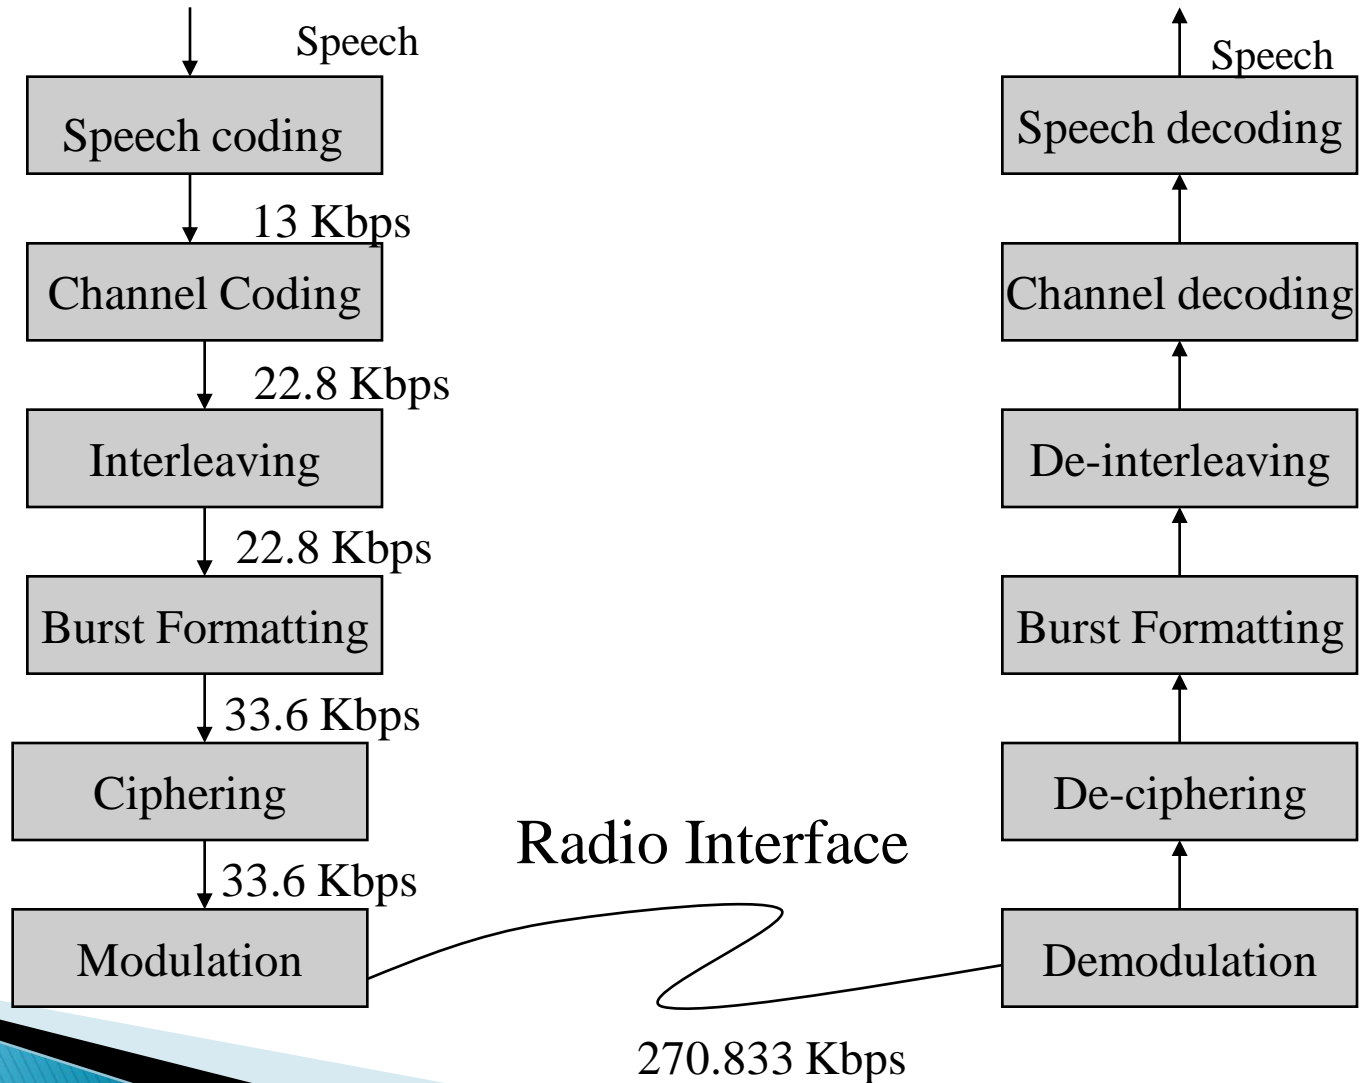 Speech
Speech coding
13 Kbps
Channel Coding
22.8 Kbps
Interleaving
22.8 Kbps
Burst Formatting
33.6 Kbps
Ciphering
33.6 Kbps
Modulation
Radio Interface
270.833 Kbps
Speech
Speech decoding
Channel decoding
De-interleaving
Burst Formatting
De-ciphering
Demodulation